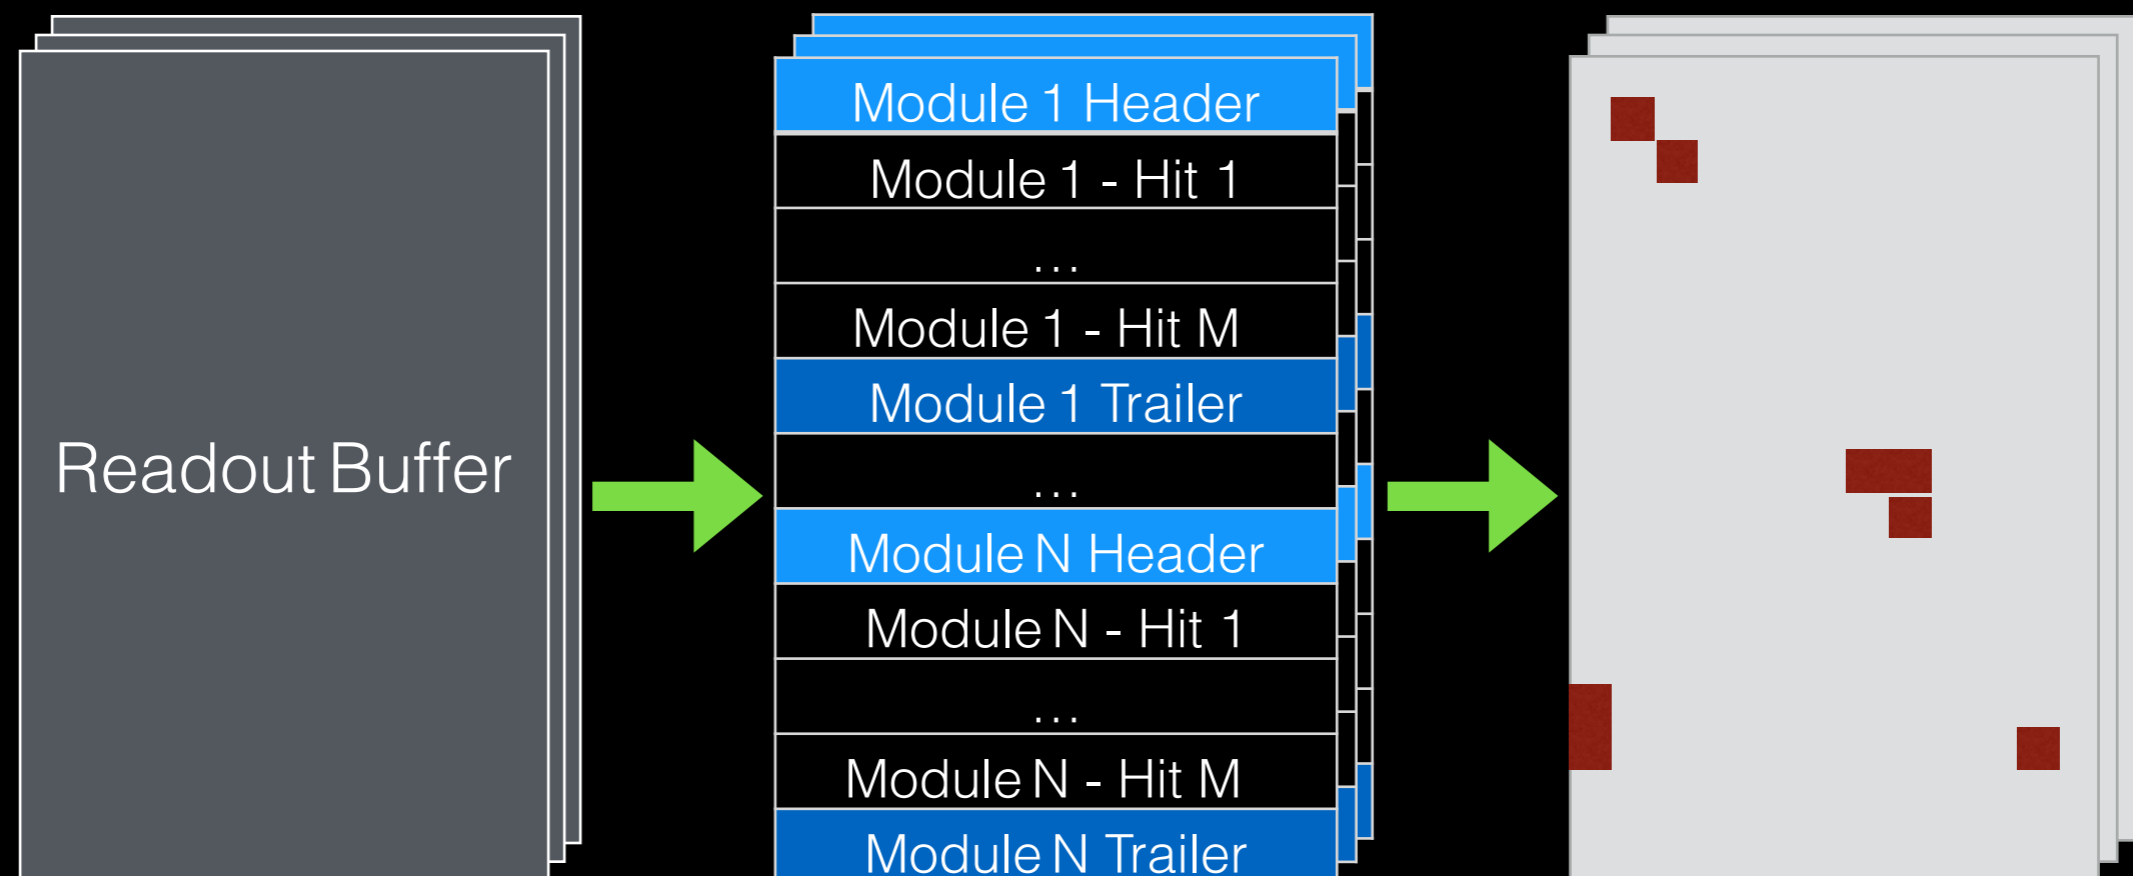 Readout Buffer
Module 1 Header
Module 1 - Hit 1
...
Module 1 - Hit M
Module 1 Trailer
...
Module N Header
Module N - Hit 1
...
Module N - Hit M
Module N Trailer